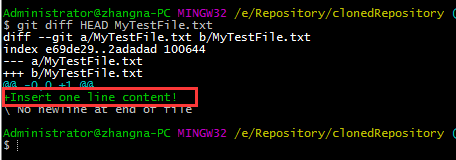 Administrator@zhangna-PC MINGW32 /e/Repository/clonedRepository (
$ git diff HEAD MyTestFile.txt
diff --git a/MyTestFile.txt b/MyTestFile.txt
index e69de29..2adadad 100644
--- a/MyTestFile.txt
+++ b/MyTestFile.txt
@@ -0,0 +1 @@
+Insert one line content!
\ No newline at end of file
Administrator@zhangna-PC MINGW32 /e/Repository/clonedRepository (
$